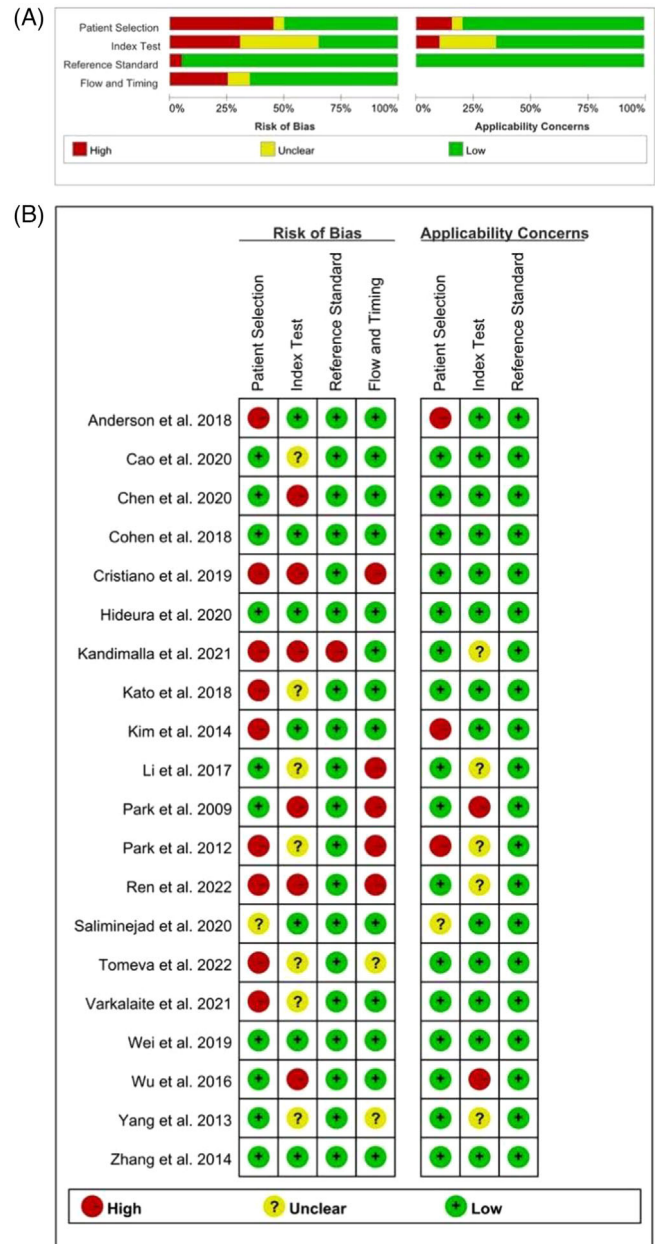 (A)
Patient Selection
Index Test
Reference Standard
Flow and Timing
0% 25% 50% 75% 100% 0% 25% 50% 75% 100%
Risk of Bias Applicability Concerns
High Unclear Low
(B)
Risk of Bias Applicability Concerns
Patient Selection Index Test Reference Standard Flow and Timing Patient Selection Index Test Reference Standard
Anderson et al. 2018 - + + + - + +
Cao et al. 2020 + ? + + + + +
Chen et al. 2020 + - + + + + +
Cohen et al. 2018 + + + + + + +
Cristiano et al. 2019 - - + - + + +
Hideura et al. 2020 + + + + + + +
Kandimalla et al. 2021 - - - + + ? +
Kato et al. 2018 - ? + + + + +
Kim et al. 2014 - + + + - + +
Li et al. 2017 + ? + - + ? +
Park et al. 2009 + - + - + - +
Park et al. 2012 - ? + - - ? +
Ren et al. 2022 - - + - + ? +
Saliminejad et al. 2020 ? + + + ? + +
Tomeva et al. 2022 - ? + ? + + +
Varkalaite et al. 2021 - ? + + + + +
Wei et al. 2019 + + + + + + +
Wu et al. 2016 + - + + + - +
Yang et al. 2013 + ? + ? + ? +
Zhang et al. 2014 + + + + + + +
- High ? Unclear + Low